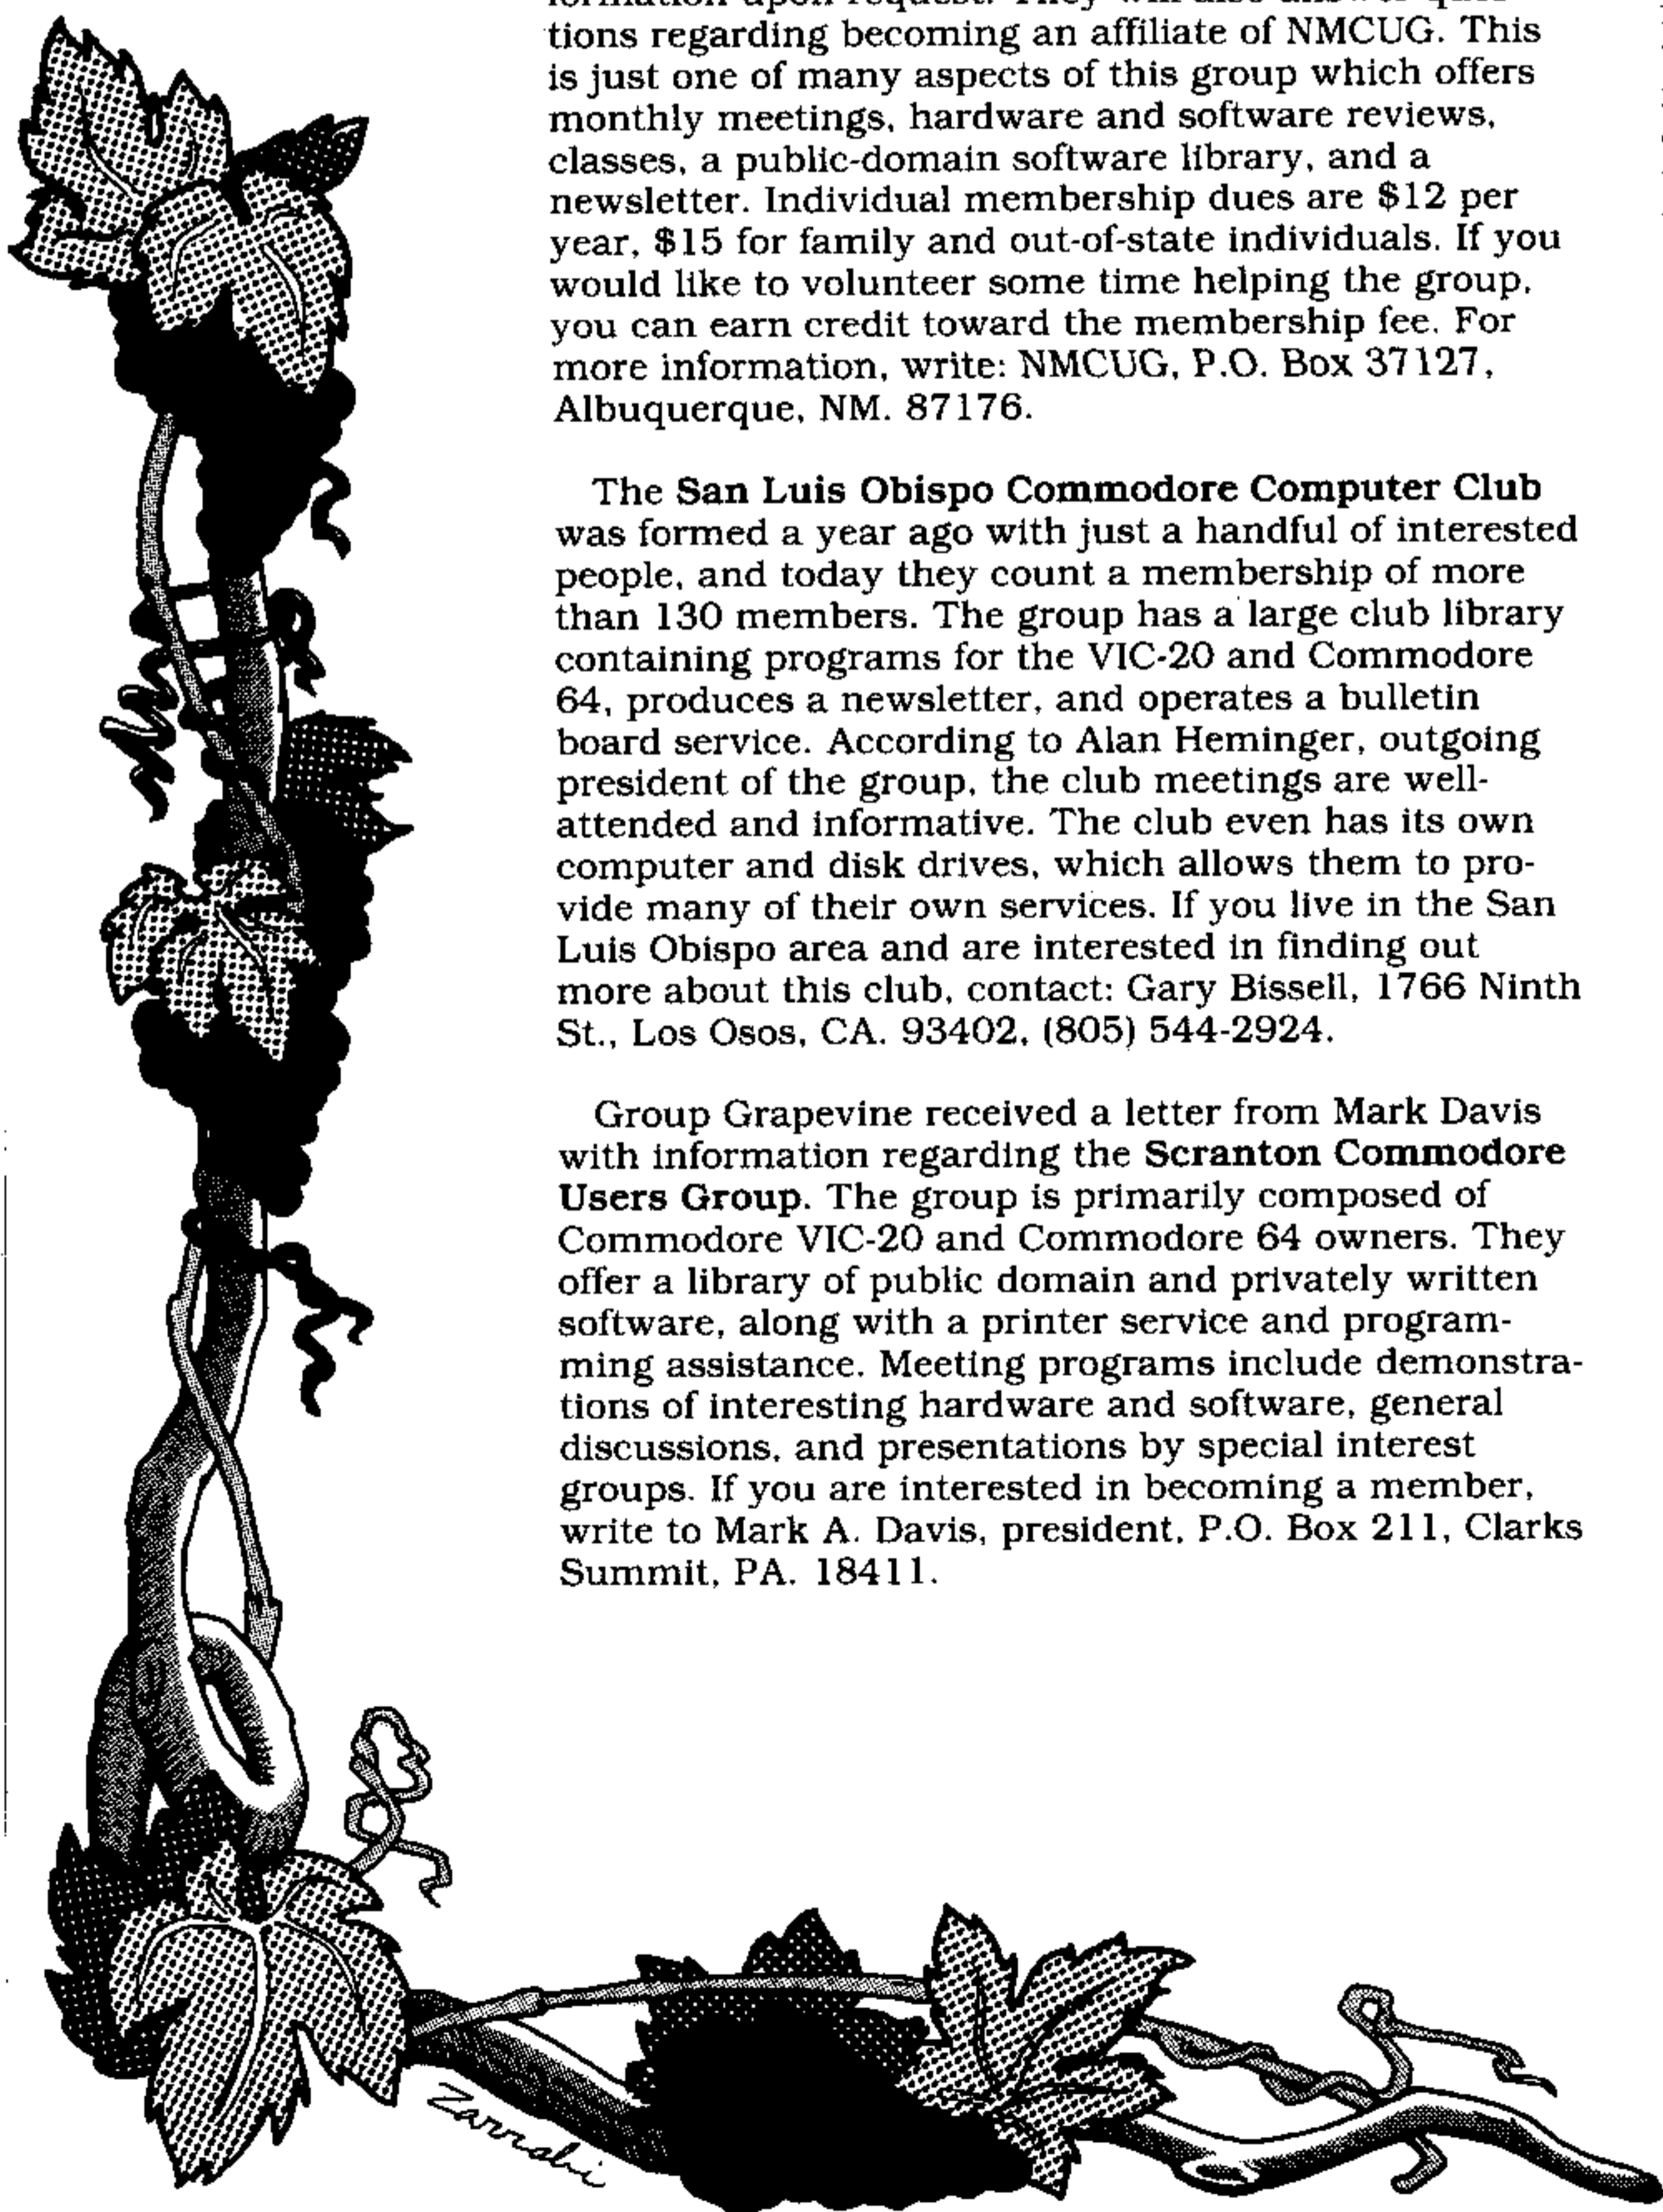 tions regarding becoming an affiliate of NMCUG. This
is just one of many aspects of this group which offers
monthly meetings, hardware and software reviews,
classes, a public-domain software library, and a
newsletter. Individual membership dues are $12 per
year, $15 for family and out-of-state individuals. If you
would like to volunteer some time helping the group,
you can earn credit toward the membership fee. For
more information, write: NMCUG, P.O. Box 37127,
Albuquerque, NM. 87176.
The San Luis Obispo Commodore Computer Club
was formed a year ago with just a handful of interested
people, and today they count a membership of more
than 130 members. The group has a large club library
containing programs for the VIC-20 and Commodore
64, produces a newsletter, and operates a bulletin
board service. According to Alan Heminger, outgoing
president of the group, the club meetings are well-
attended and informative. The club even has its own
computer and disk drives, which allows them to pro-
vide many of their own services. If you live in the San
Luis Obispo area and are interested in finding out
more about this club, contact: Gary Bissell, 1766 Ninth
St., Los Osos, CA. 93402, (805) 544-2924.
Group Grapevine received a letter from Mark Davis
with information regarding the Scranton Commodore
Users Group. The group is primarily composed of
Commodore VIC-20 and Commodore 64 owners. They
offer a library of public domain and privately written
software, along with a printer service and program-
ming assistance. Meeting programs include demonstra-
tions of interesting hardware and software, general
discussions, and presentations by special interest
groups. If you are interested in becoming a member,
write to Mark A. Davis, president, P.O. Box 211, Clarks
Summit, PA. 18411.